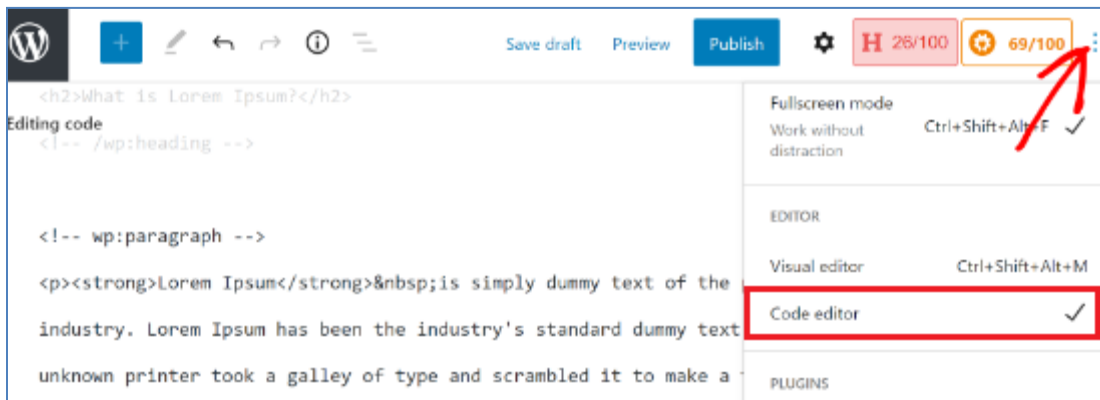 Save draft Preview Publish H 26/100 69/100
<h2>What is Lorem Ipsum?</h2>
Editing code
<!-- /wp:heading -->
<!-- wp:paragraph -->
<p><strong>Lorem Ipsum</strong>&nbsp;is simply dummy text of the
industry. Lorem Ipsum has been the industry's standard dummy text
unknown printer took a galley of type and scrambled it to make a
Fullscreen mode
Work without
distraction
Ctrl+Shift+Alt+F
EDITOR
Visual editor Ctrl+Shift+Alt+M
Code editor
PLUGINS